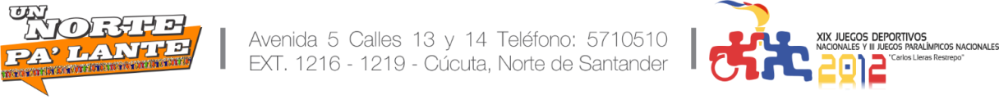 UN
NORTE
PA' LANTE
Avenida 5 Calles 13 y 14 Teléfono: 5710510
EXT. 1216 - 1219 - Cúcuta, Norte de Santander
XIX JUEGOS DEPORTIVOS
NACIONALES Y III JUEGOS PARALÍMPICOS NACIONALES
"Carlos Lleras Restrepo"
2012